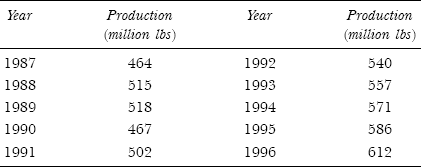 Year Production Year Production
(million lbs) (million lbs)
1987 464 1992 540
1988 515 1993 557
1989 518 1994 571
1990 467 1995 586
1991 502 1996 612